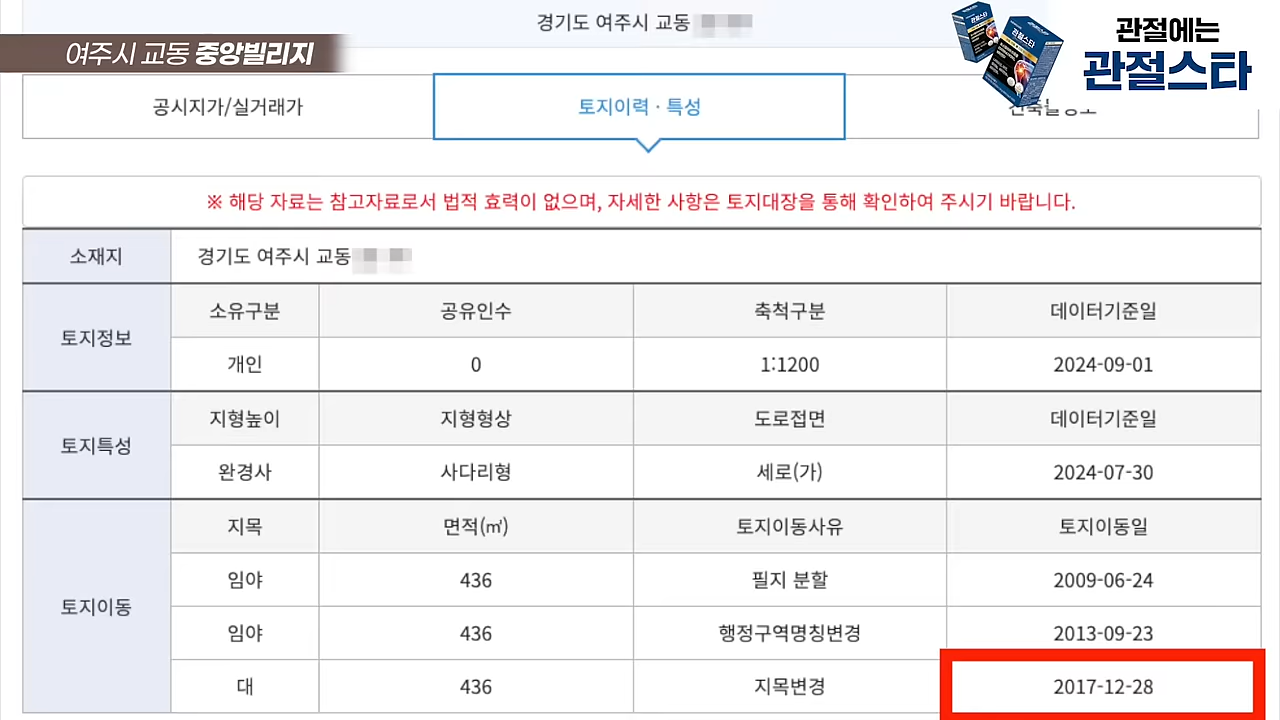 경기도 여주시 교동
여주시 교동 중앙빌리지
관절에는
관절스타
공시지가/실거래가
토지이력 · 특성
※ 해당 자료는 참고자료로서 법적 효력이 없으며, 자세한 사항은 토지대장을 통해 확인하여 주시기 바랍니다.
소재지 경기도 여주시 교동
토지정보
소유구분 공유인수 축척구분 데이터기준일
개인 0 1:1200 2024-09-01
토지특성
지형높이 지형형상 도로접면 데이터기준일
완경사 사다리형 세로(가) 2024-07-30
토지이동
지목 면적(㎡) 토지이동사유 토지이동일
임야 436 필지 분할 2009-06-24
임야 436 행정구역명칭변경 2013-09-23
대 436 지목변경 2017-12-28